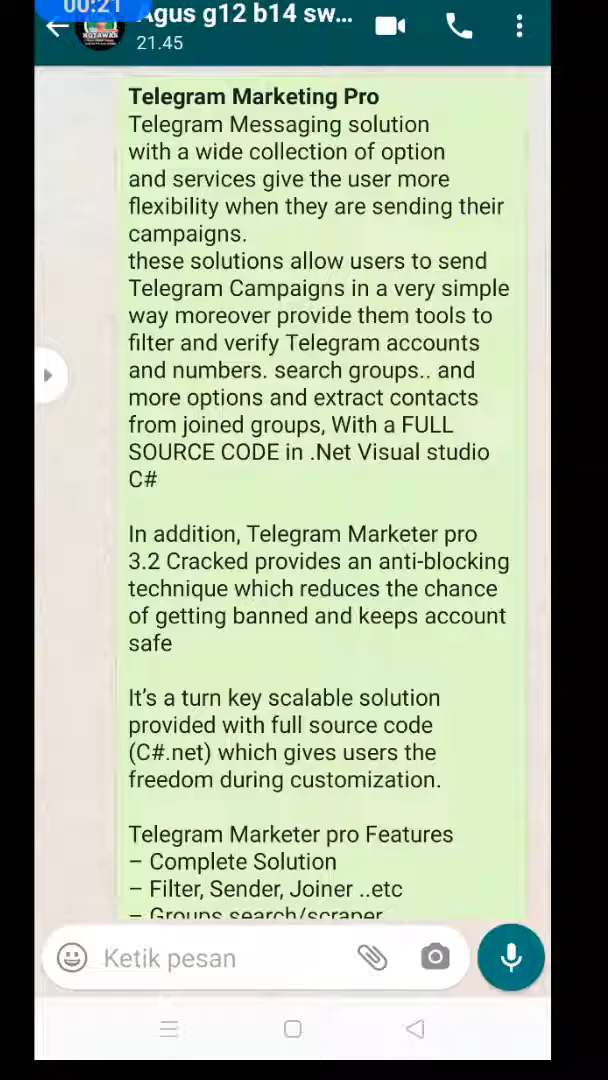 00:21
Agus g12 b14 sw...
21.45
Telegram Marketing Pro
Telegram Messaging solution
with a wide collection of option
and services give the user more
flexibility when they are sending their
campaigns.
these solutions allow users to send
Telegram Campaigns in a very simple
way moreover provide them tools to
filter and verify Telegram accounts
and numbers. search groups.. and
more options and extract contacts
from joined groups, With a FULL
SOURCE CODE in .Net Visual studio
C#
In addition, Telegram Marketer pro
3.2 Cracked provides an anti-blocking
technique which reduces the chance
of getting banned and keeps account
safe
It's a turn key scalable solution
provided with full source code
(C#.net) which gives users the
freedom during customization.
Telegram Marketer pro Features
– Complete Solution
– Filter, Sender, Joiner ..etc
– Groups search/scraper
Ketik pesan